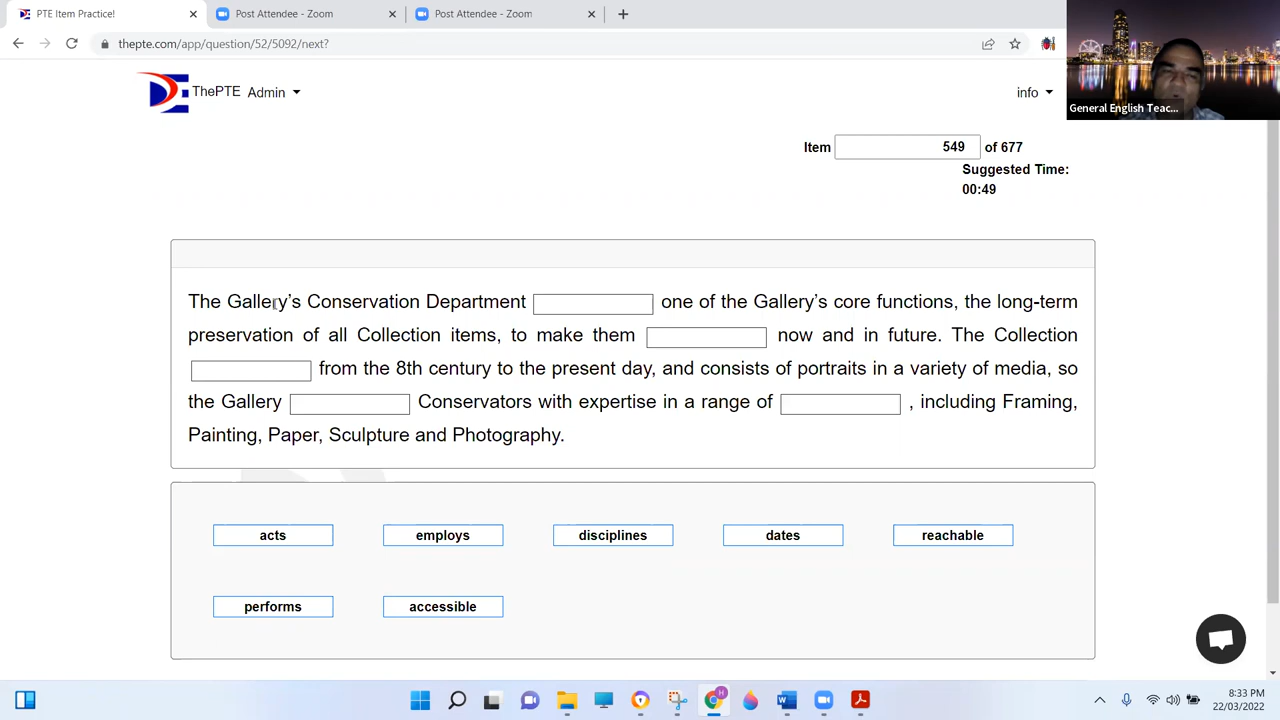 PTE Item Practice!
Post Attendee - Zoom
Post Attendee - Zoom
thepte.com/app/question/52/5092/next?
General English Teac...
ThePTE Admin
info
Item 549 of 677
Suggested Time:
00:49
The Gallery’s Conservation Department one of the Gallery’s core functions, the long-term
preservation of all Collection items, to make them now and in future. The Collection
from the 8th century to the present day, and consists of portraits in a variety of media, so
the Gallery Conservators with expertise in a range of , including Framing,
Painting, Paper, Sculpture and Photography.
acts employs disciplines dates reachable
performs accessible
8:33 PM
22/03/2022